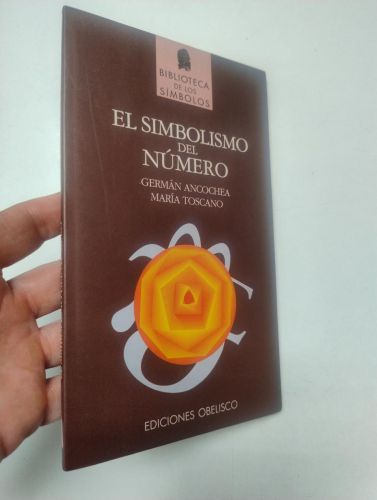 BIBLIOTECA
DE LOS
SÍMBOLOS
EL SIMBOLISMO
DEL
NÚMERO
GERMÁN ANCOCHEA
MARÍA TOSCANO
EDICIONES OBELISCO